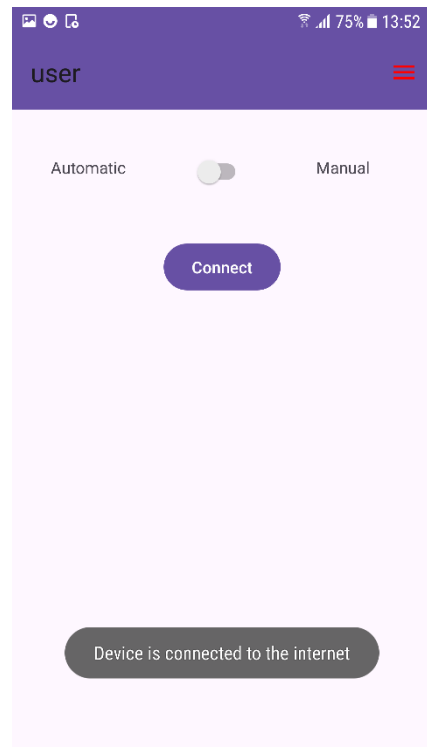 75% 13:52
user
Automatic Manual
Connect
Device is connected to the internet